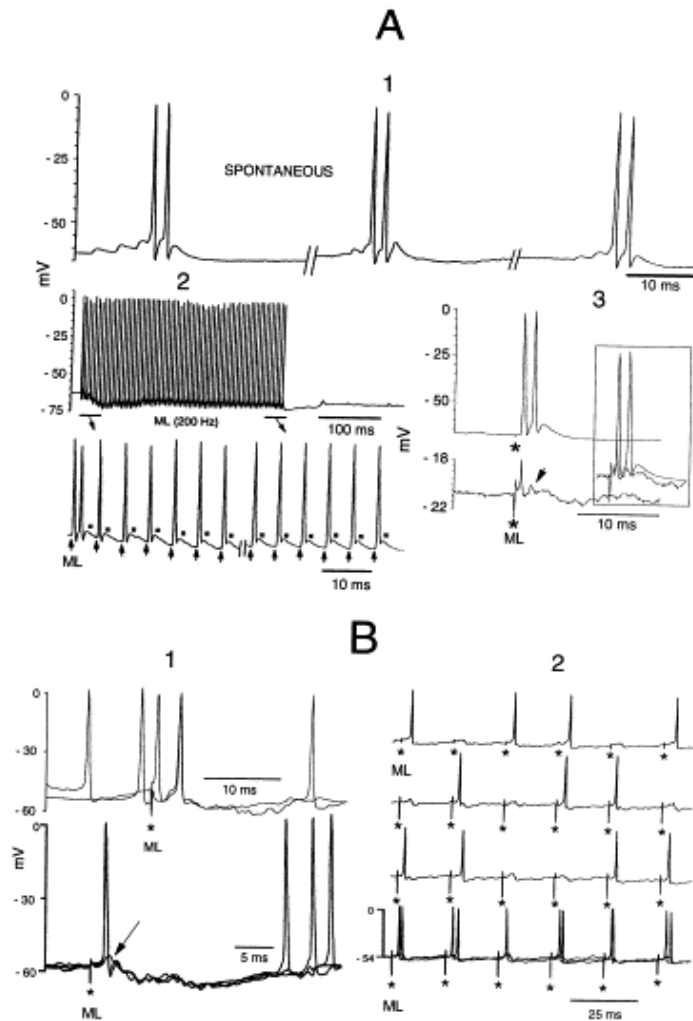 A
1
0
- 25
- 50
mV
SPONTANEOUS
10 ms
2
0
-25
-50
-75
ML (200 Hz)
100 ms
ML
10 ms
3
0
- 25
- 50
mV
- 18
- 22
*
*
ML
10 ms
B
1
0
- 30
- 60
10 ms
*
ML
0
mV
- 30
- 60
5 ms
*
ML
2
* * * * * *
ML
* * * * * *
* * * * * *
0
-54
* * * * * *
ML
25 ms